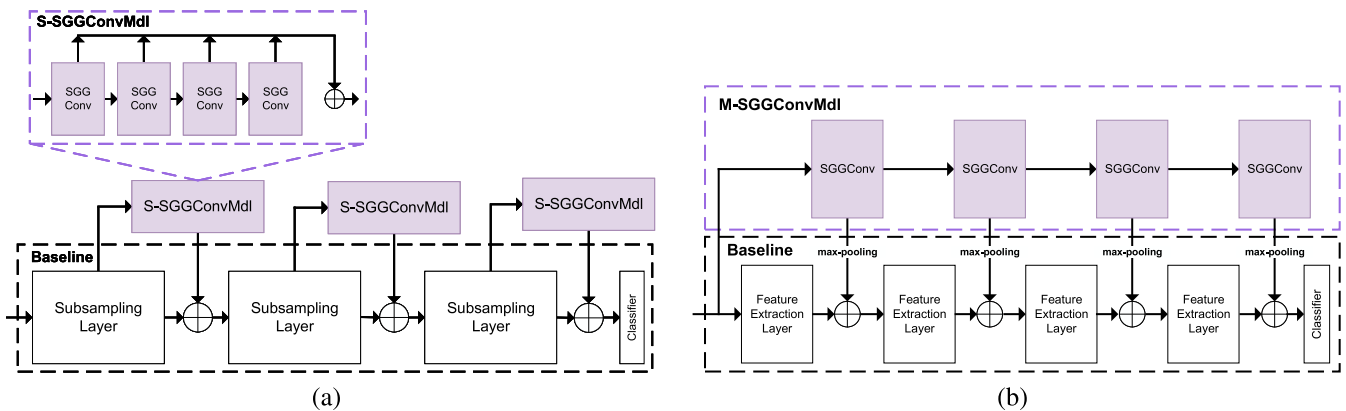 S-SGGConvMdl
SGG
Conv
SGG
Conv
SGG
Conv
SGG
Conv
S-SGGConvMdl
S-SGGConvMdl
S-SGGConvMdl
Baseline
Subsampling
Layer
Subsampling
Layer
Subsampling
Layer
Classifier
(a)
M-SGGConvMdl
SGGConv
SGGConv
SGGConv
SGGConv
Baseline
max-pooling
max-pooling
max-pooling
max-pooling
Feature
Extraction
Layer
Feature
Extraction
Layer
Feature
Extraction
Layer
Feature
Extraction
Layer
Classifier
(b)